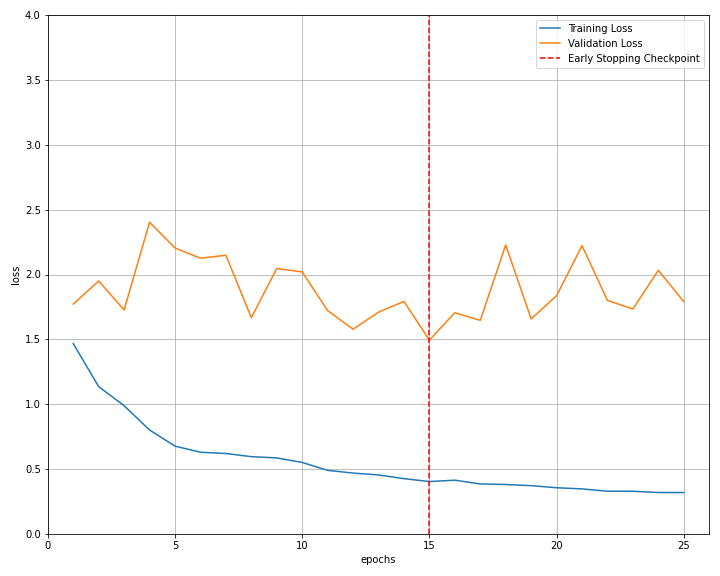 Training Loss
Validation Loss
Early Stopping Checkpoint
4.0
3.5
3.0
2.5
2.0
1.5
1.0
0.5
0.0
loss
0 5 10 15 20 25
epochs